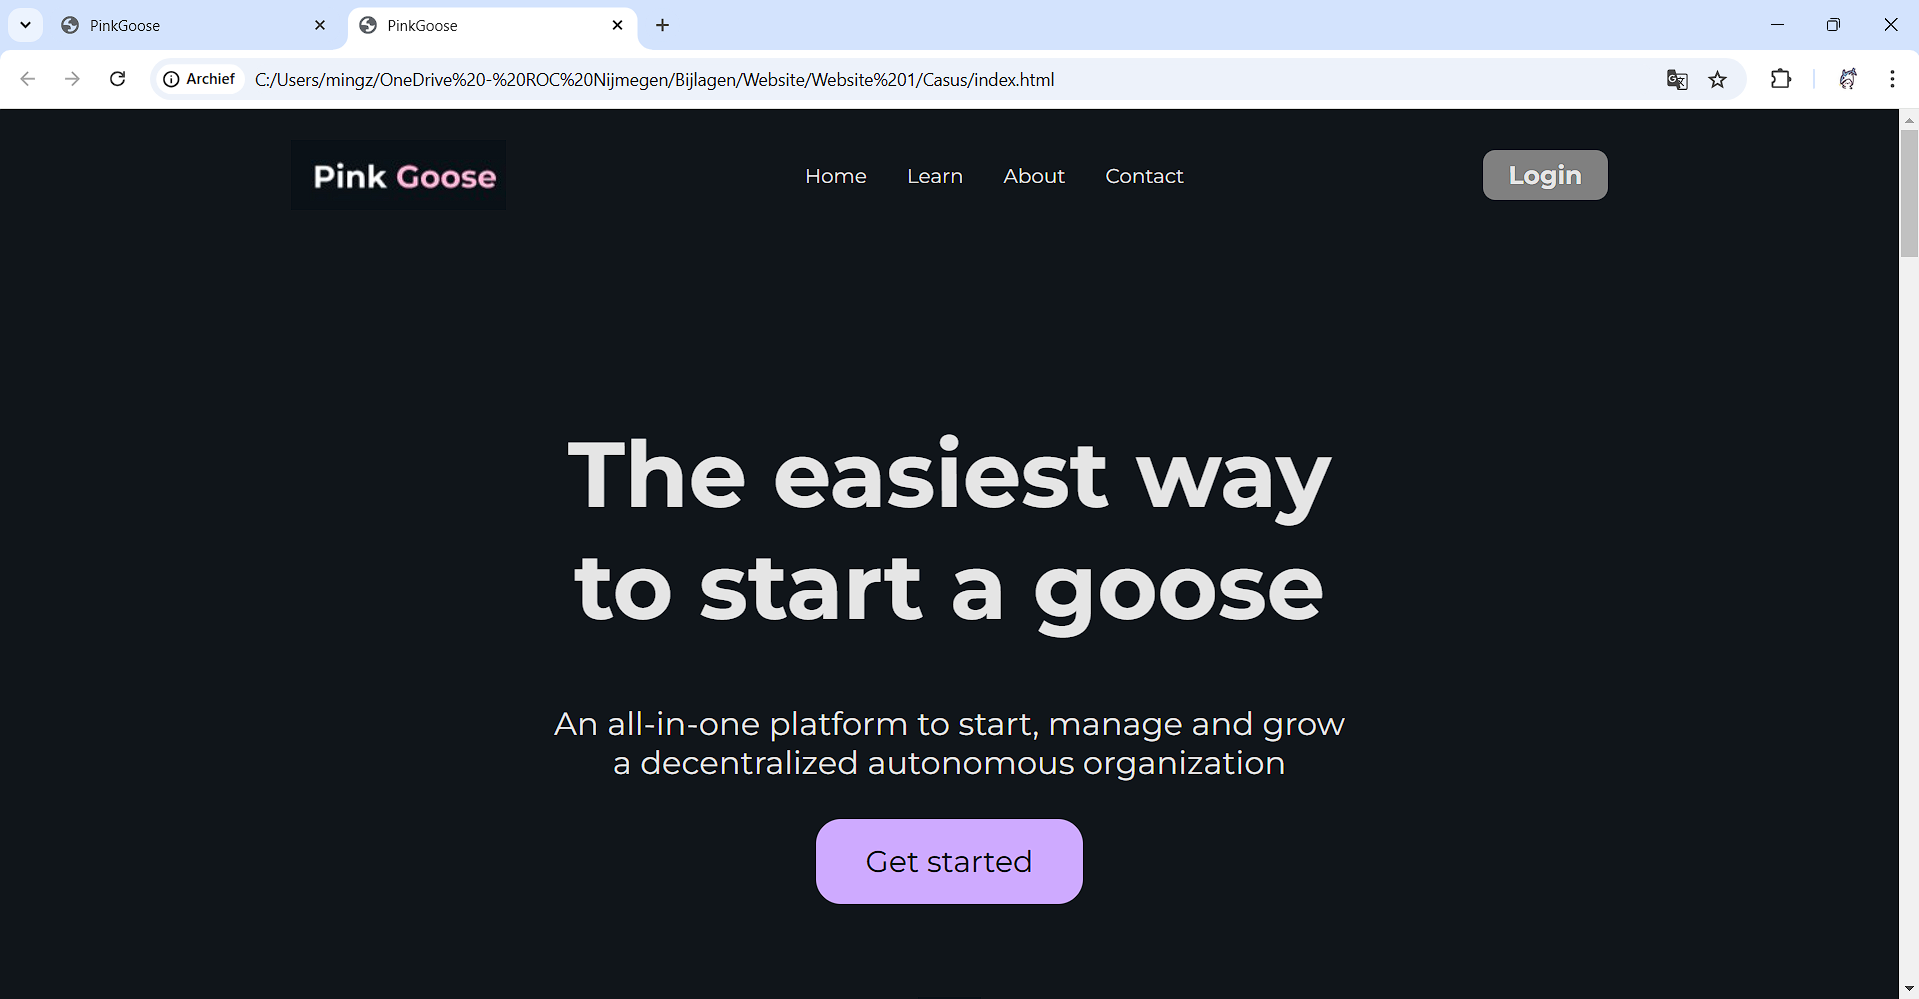 PinkGoose
PinkGoose
Archief C:/Users/mingz/OneDrive%20-%20ROC%20Nijmegen/Bijlagen/Website/Website%201/Casus/index.html
Pink Goose
Home Learn About Contact
Login
The easiest way
to start a goose
An all-in-one platform to start, manage and grow
a decentralized autonomous organization
Get started